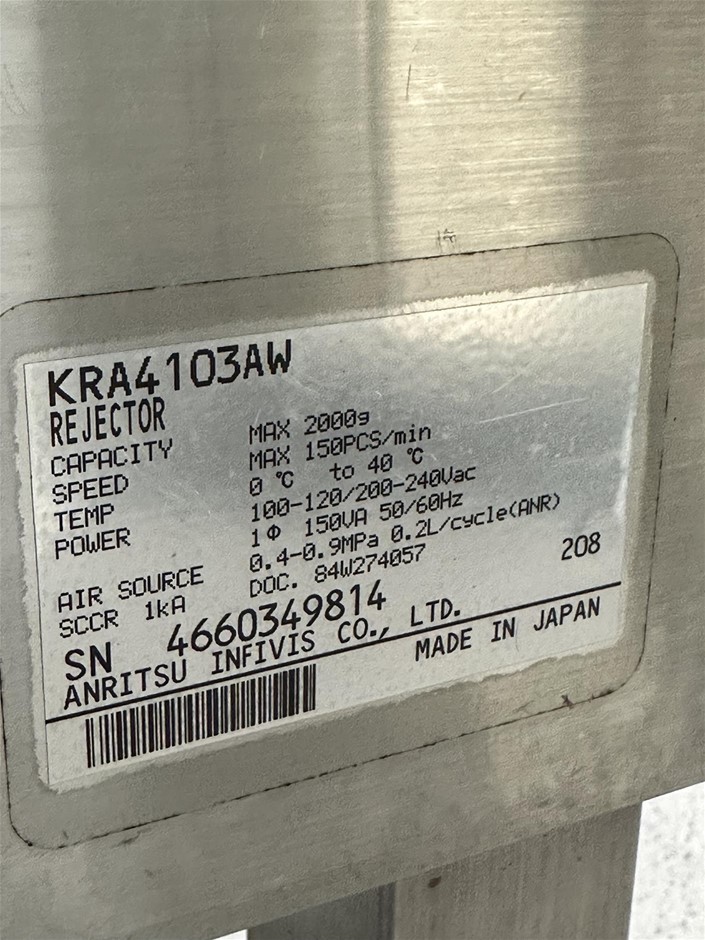 KRA4103AW
REJECTOR
CAPACITY MAX 2000g
SPEED MAX 150PCS/min
TEMP 0 ℃ to 40 ℃
POWER 100-120/200-240Vac
1Φ 150VA 50/60Hz
AIR SOURCE 0.4-0.9MPa 0.2L/cycle(ANR)
SCCR 1kA DOC. 84W274057 208
SN 4660349814
ANRITSU INFIVIS CO., LTD.
MADE IN JAPAN